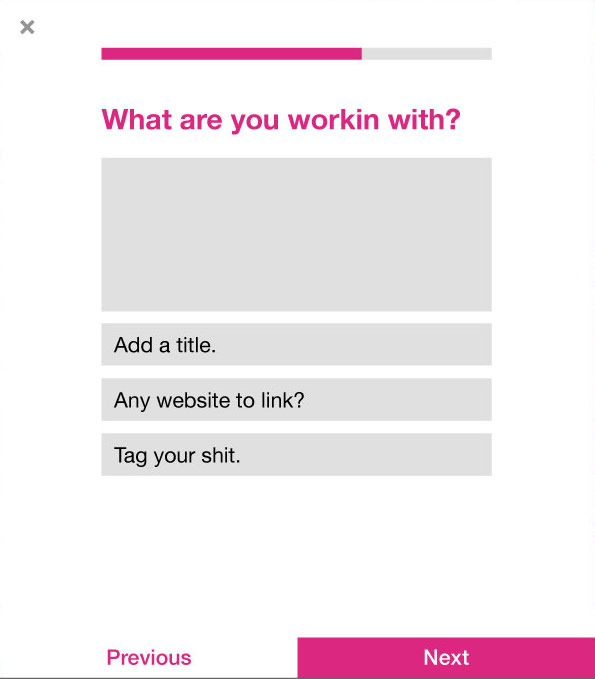 What are you workin with?
Add a title.
Any website to link?
Tag your shit.
Previous
Next